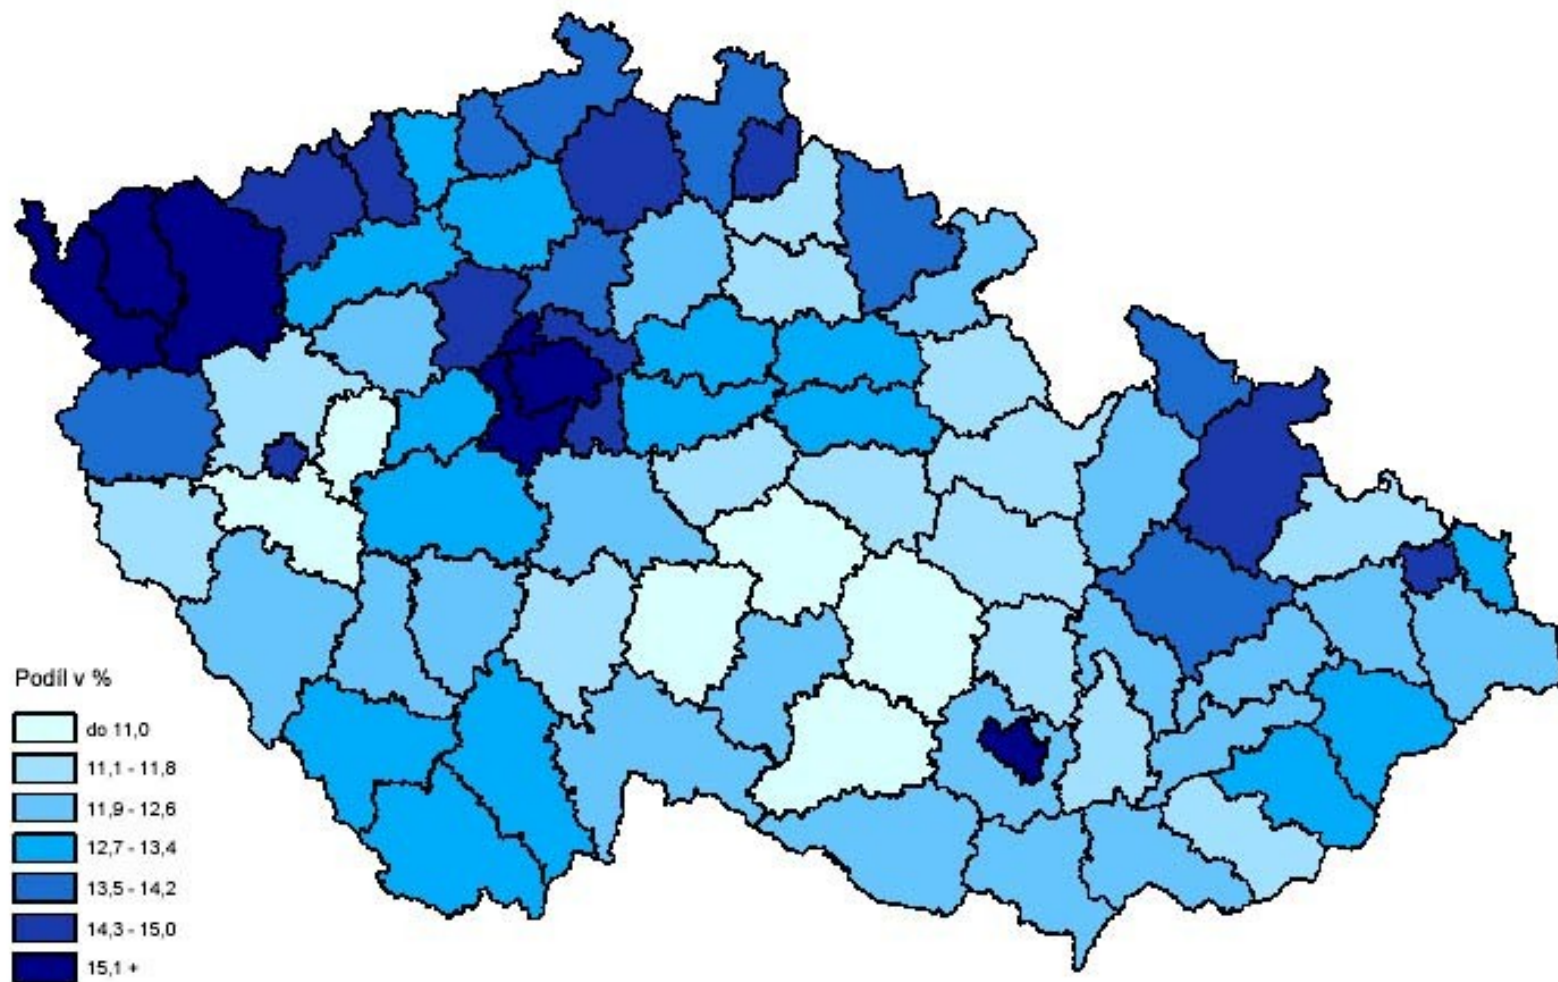 Podíl v %
do 11,0
11,1 - 11,8
11,9 - 12,6
12,7 - 13,4
13,5 - 14,2
14,3 - 15,0
15,1 +